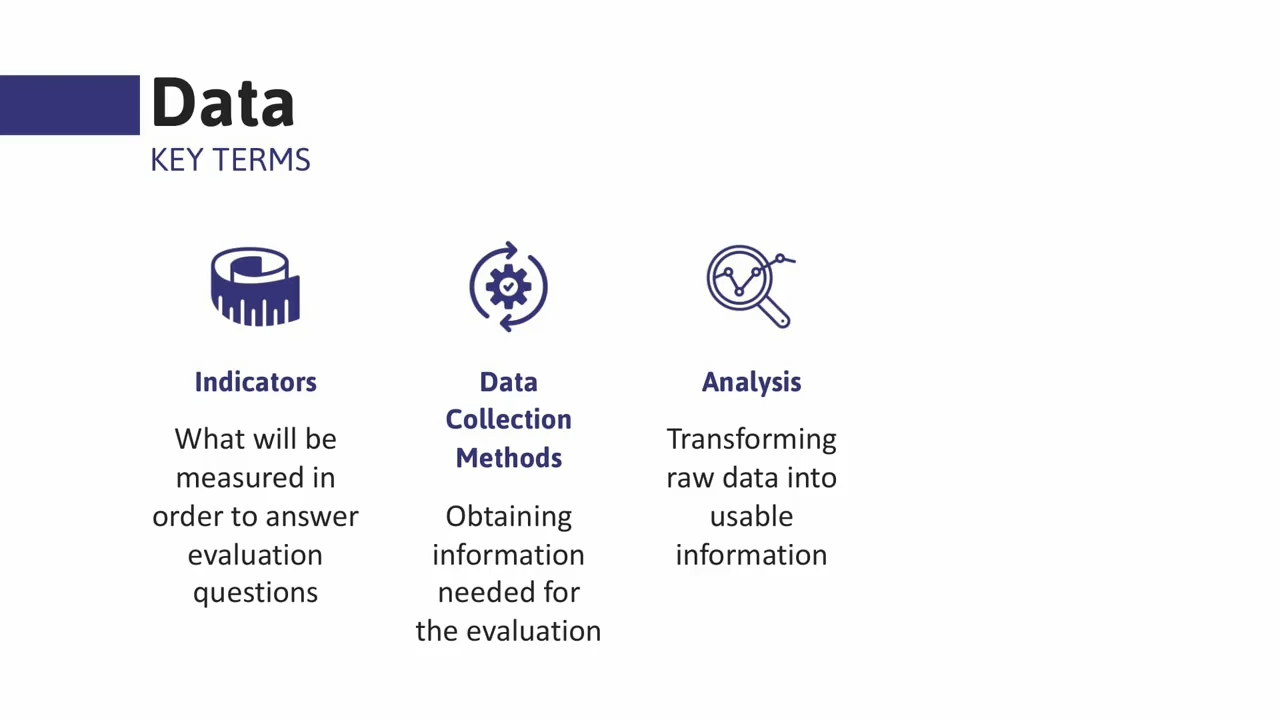 Data
KEY TERMS
Indicators
What will be
measured in
order to answer
evaluation
questions
Data
Collection
Methods
Obtaining
information
needed for
the evaluation
Analysis
Transforming
raw data into
usable
information